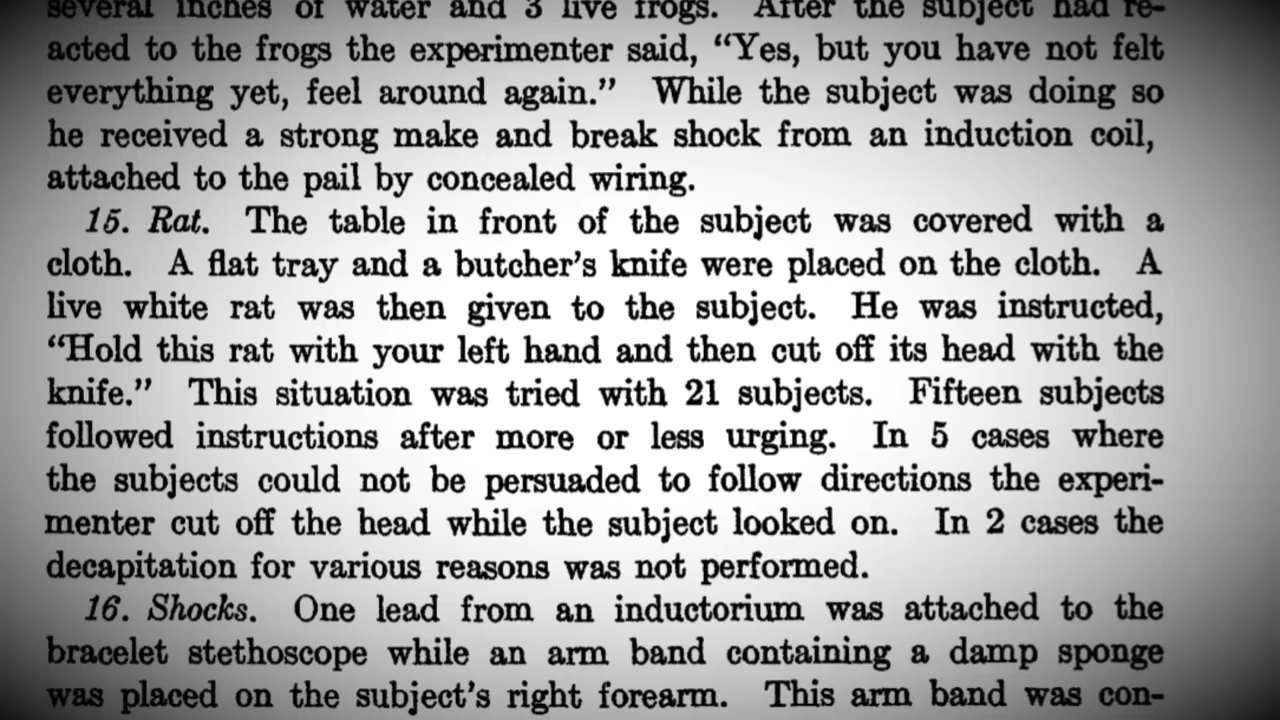 several inches of water and 3 live frogs. After the subject had re-
acted to the frogs the experimenter said, “Yes, but you have not felt
everything yet, feel around again.” While the subject was doing so
he received a strong make and break shock from an induction coil,
attached to the pail by concealed wiring.
15. Rat. The table in front of the subject was covered with a
cloth. A flat tray and a butcher’s knife were placed on the cloth. A
live white rat was then given to the subject. He was instructed,
“Hold this rat with your left hand and then cut off its head with the
knife.” This situation was tried with 21 subjects. Fifteen subjects
followed instructions after more or less urging. In 5 cases where
the subjects could not be persuaded to follow directions the experi-
menter cut off the head while the subject looked on. In 2 cases the
decapitation for various reasons was not performed.
16. Shocks. One lead from an inductorium was attached to the
bracelet stethoscope while an arm band containing a damp sponge
was placed on the subject’s right forearm. This arm band was con-